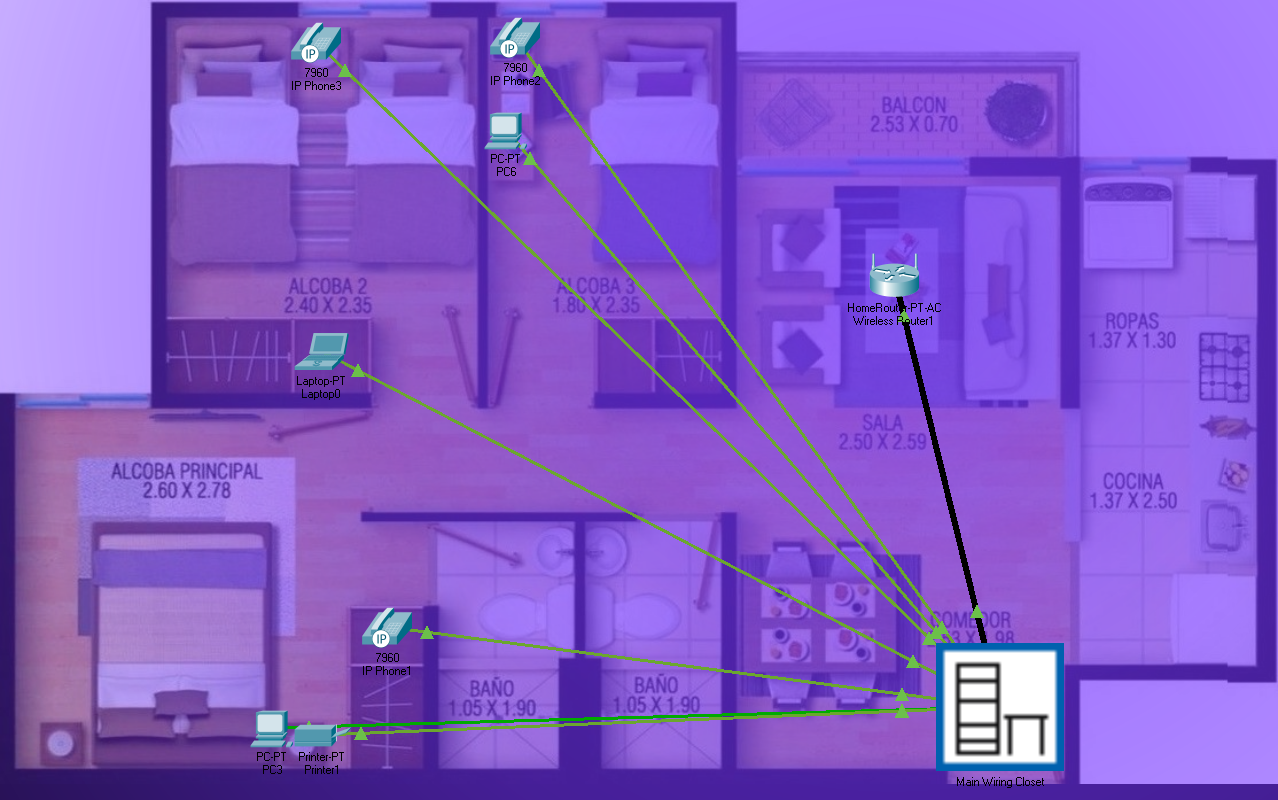 IP
7960
IP Phone3
IP
7960
IP Phone2
PC-PT
PC6
BALCON
2.53 X 0.70
ALCOBA 2
2.40 X 2.35
ALCOBA 3
1.80 X 2.35
HomeRouter-PT-AC
Wireless Router1
ROPAS
1.37 X 1.30
Laptop-PT
Laptop0
SALA
2.50 X 2.59
ALCOBA PRINCIPAL
2.60 X 2.78
COCINA
1.37 X 2.50
COMEDOR
X 1.98
IP
7960
IP Phone1
BAÑO
1.05 X 1.90
BAÑO
1.05 X 1.90
PC-PT
PC3
Printer-PT
Printer1
Main Wiring Closet